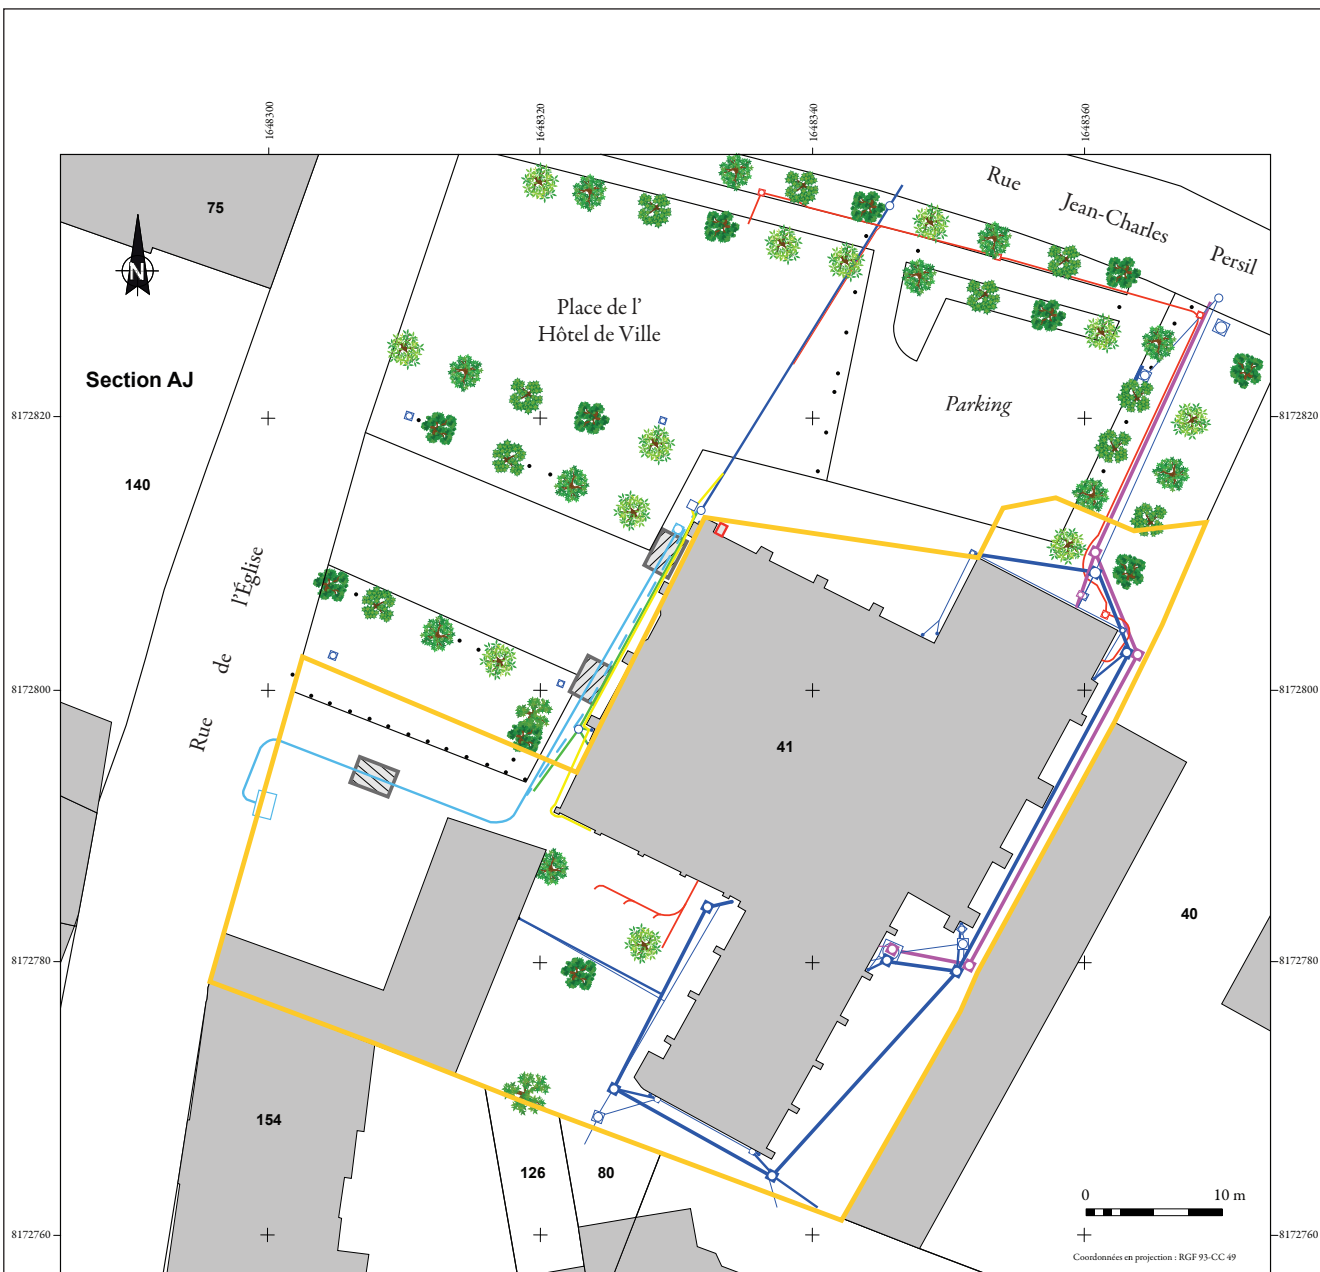 1648300
1648320
1648340
1648360
75
Rue Jean-Charles Persil
N
Place de l'
Hôtel de Ville
Section AJ
Parking
8172820
8172820
140
Rue de l'Église
8172800
8172800
41
40
8172780
8172780
154
126
80
0 10 m
8172760
8172760
Coordonnées en projection : RGF 93-CC 49